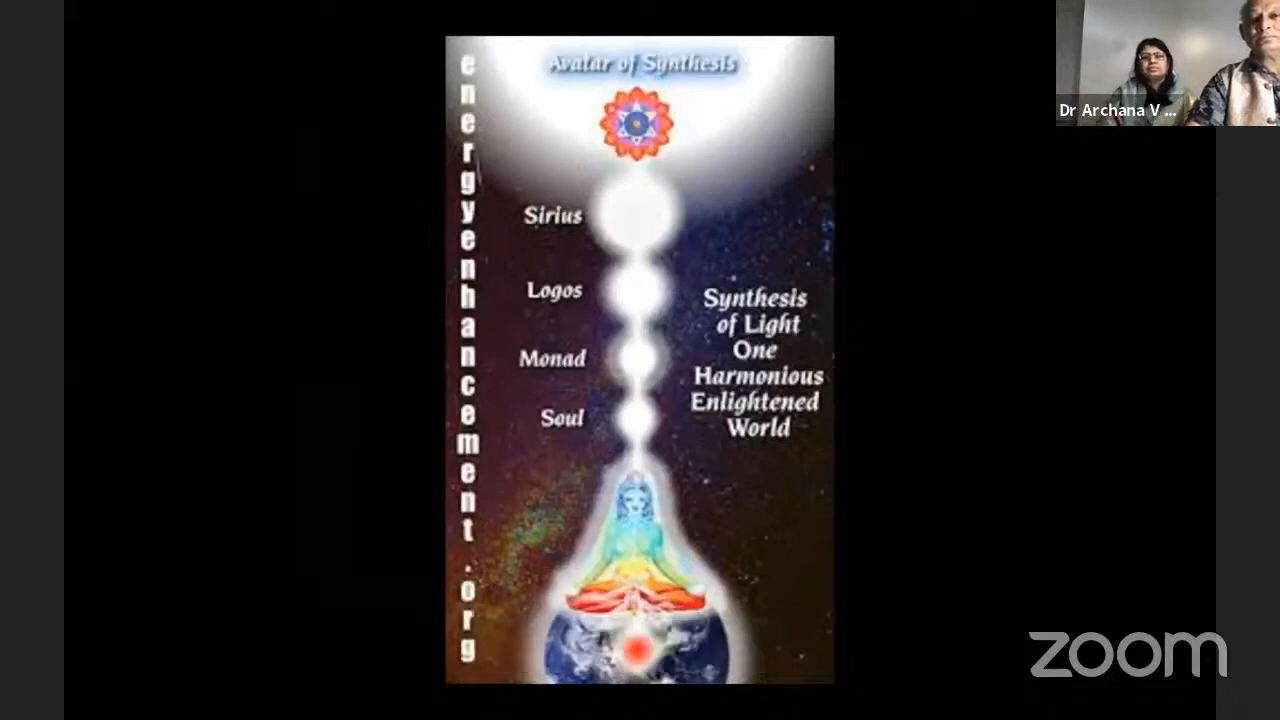 Avatar of Synthesis
energyenhancement.org
Sirius
Logos
Monad
Soul
Synthesis
of Light
One
Harmonious
Enlightened
World
Dr Archana V ...
zoom